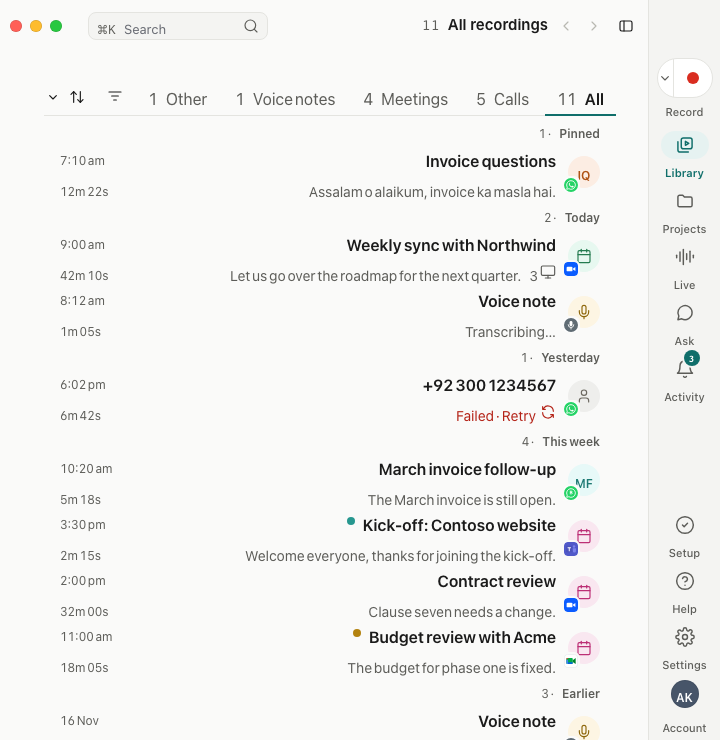 ⌘K Search
11 All recordings
1 Other
1 Voice notes
4 Meetings
5 Calls
11 All
1 · Pinned
7:10 am
Invoice questions
IQ
12m 22s
Assalam o alaikum, invoice ka masla hai.
2 · Today
9:00 am
Weekly sync with Northwind
42m 10s
Let us go over the roadmap for the next quarter. 3
8:12 am
Voice note
1m 05s
Transcribing...
1 · Yesterday
6:02 pm
+92 300 1234567
6m 42s
Failed · Retry
4 · This week
10:20 am
March invoice follow-up
MF
5m 18s
The March invoice is still open.
3:30 pm
Kick-off: Contoso website
2m 15s
Welcome everyone, thanks for joining the kick-off.
2:00 pm
Contract review
32m 00s
Clause seven needs a change.
11:00 am
Budget review with Acme
18m 05s
The budget for phase one is fixed.
3 · Earlier
16 Nov
Voice note
Record
Library
Projects
Live
Ask
3
Activity
Setup
Help
Settings
AK
Account